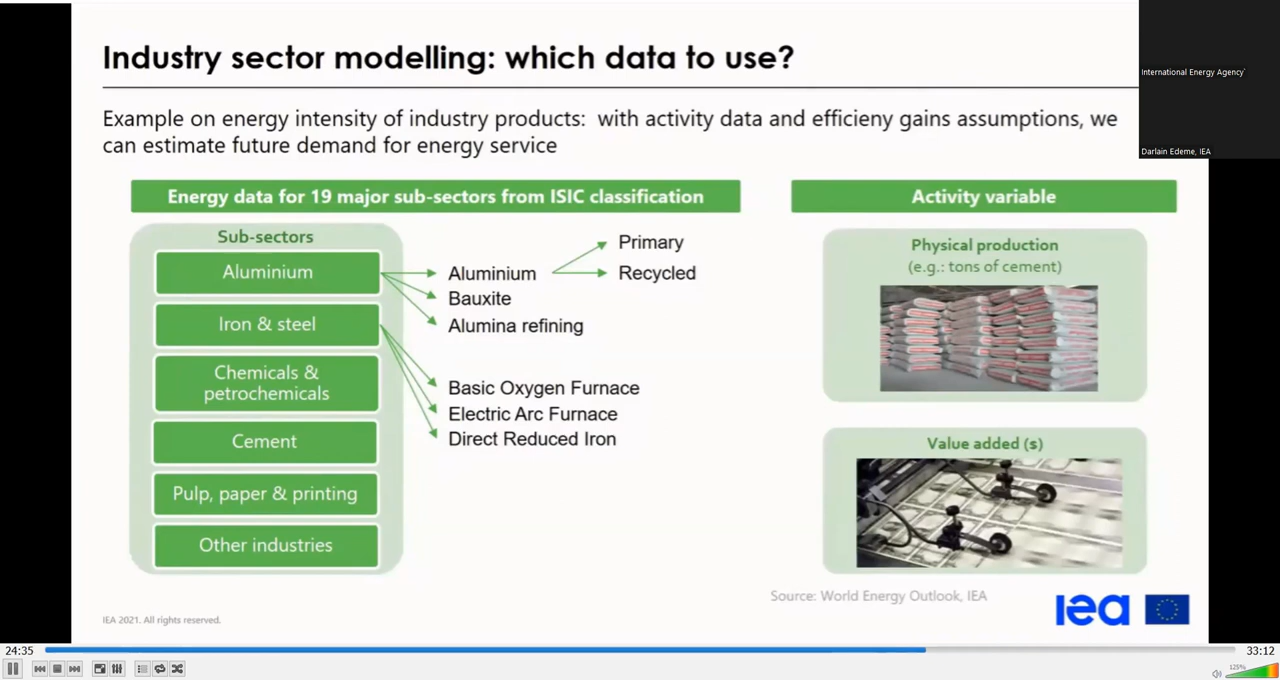 Industry sector modelling: which data to use?
International Energy Agency
Darlain Edeme, IEA
Example on energy intensity of industry products: with activity data and efficieny gains assumptions, we
can estimate future demand for energy service
Energy data for 19 major sub-sectors from ISIC classification
Sub-sectors
Aluminium
Iron & steel
Chemicals &
petrochemicals
Cement
Pulp, paper & printing
Other industries
Aluminium
Bauxite
Alumina refining
Primary
Recycled
Basic Oxygen Furnace
Electric Arc Furnace
Direct Reduced Iron
Activity variable
Physical production
(e.g.: tons of cement)
Value added ($)
Source: World Energy Outlook, IEA
IEA 2021. All rights reserved.
iea
24:35
33:12
125%